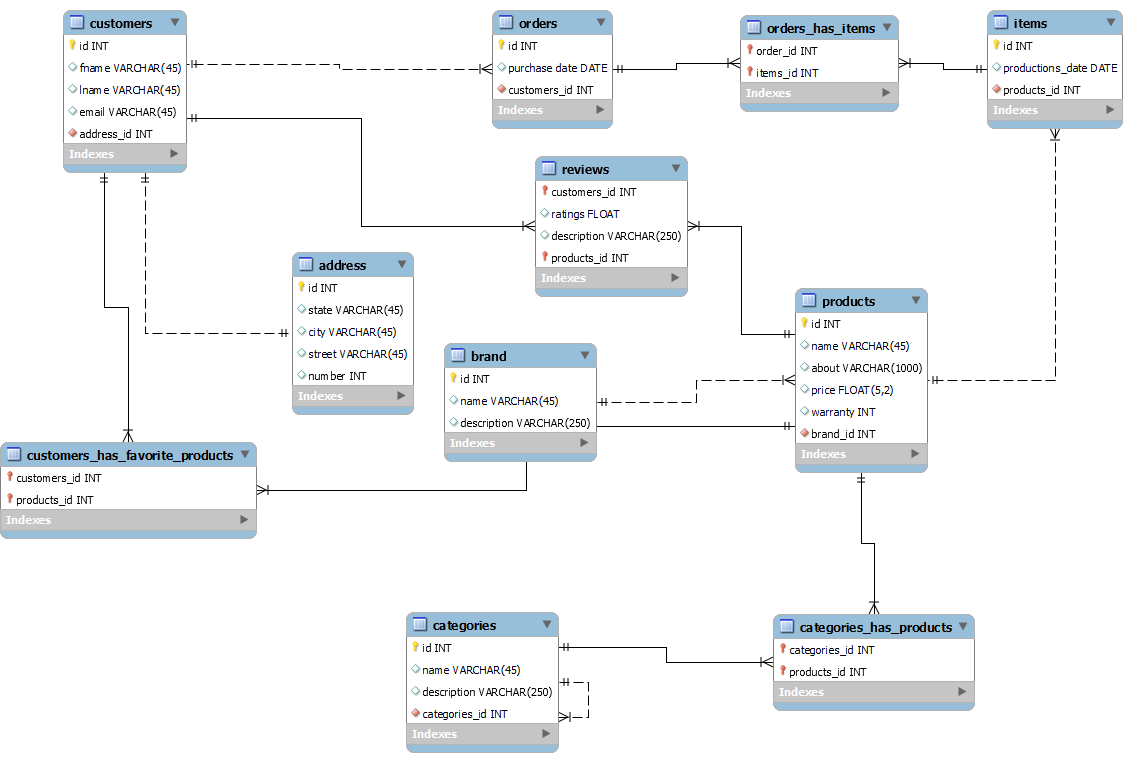 customers
id INT
fname VARCHAR(45)
lname VARCHAR(45)
email VARCHAR(45)
address_id INT
Indexes
orders
id INT
purchase date DATE
customers_id INT
Indexes
orders_has_items
order_id INT
items_id INT
Indexes
items
id INT
productions_date DATE
products_id INT
Indexes
reviews
customers_id INT
ratings FLOAT
description VARCHAR(250)
products_id INT
Indexes
address
id INT
state VARCHAR(45)
city VARCHAR(45)
street VARCHAR(45)
number INT
Indexes
products
id INT
name VARCHAR(45)
about VARCHAR(1000)
price FLOAT(5,2)
warranty INT
brand_id INT
Indexes
brand
id INT
name VARCHAR(45)
description VARCHAR(250)
Indexes
customers_has_favorite_products
customers_id INT
products_id INT
Indexes
categories
id INT
name VARCHAR(45)
description VARCHAR(250)
categories_id INT
Indexes
categories_has_products
categories_id INT
products_id INT
Indexes